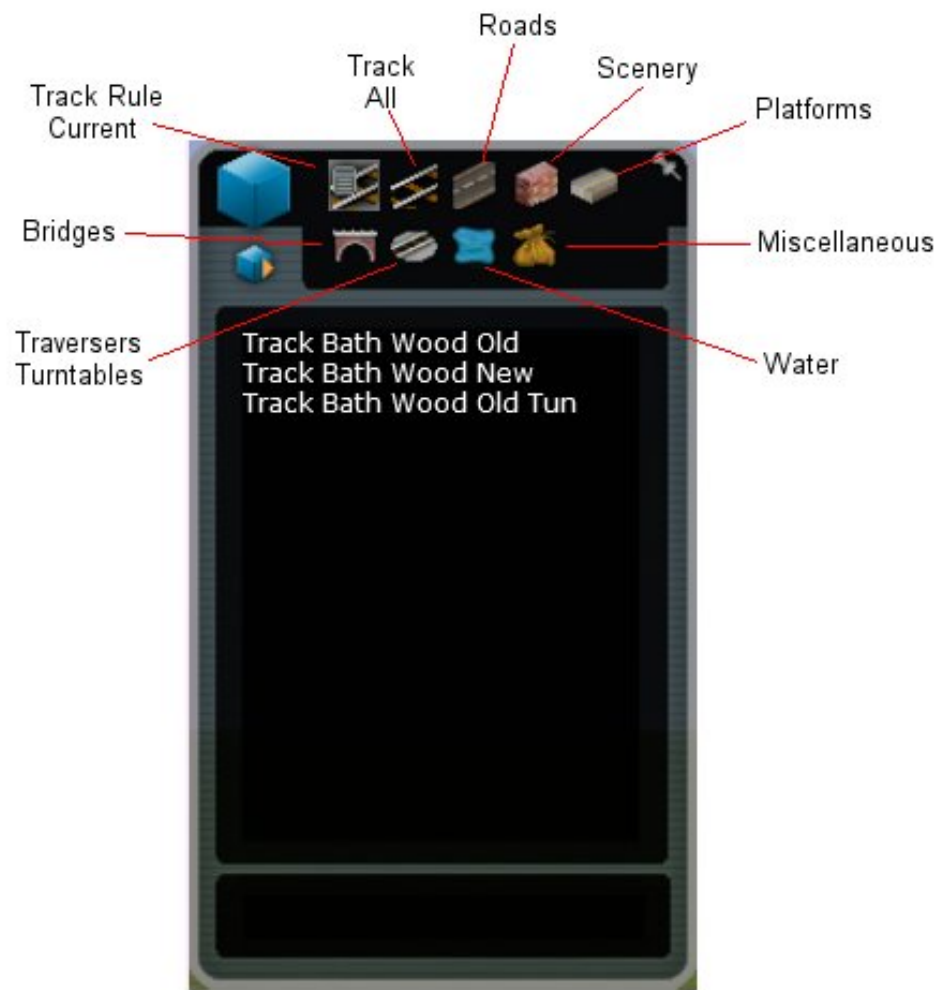 Roads
Track
All
Scenery
Track Rule
Current
Platforms
Bridges
Miscellaneous
Traversers
Turntables
Water
Track Bath Wood Old
Track Bath Wood New
Track Bath Wood Old Tun